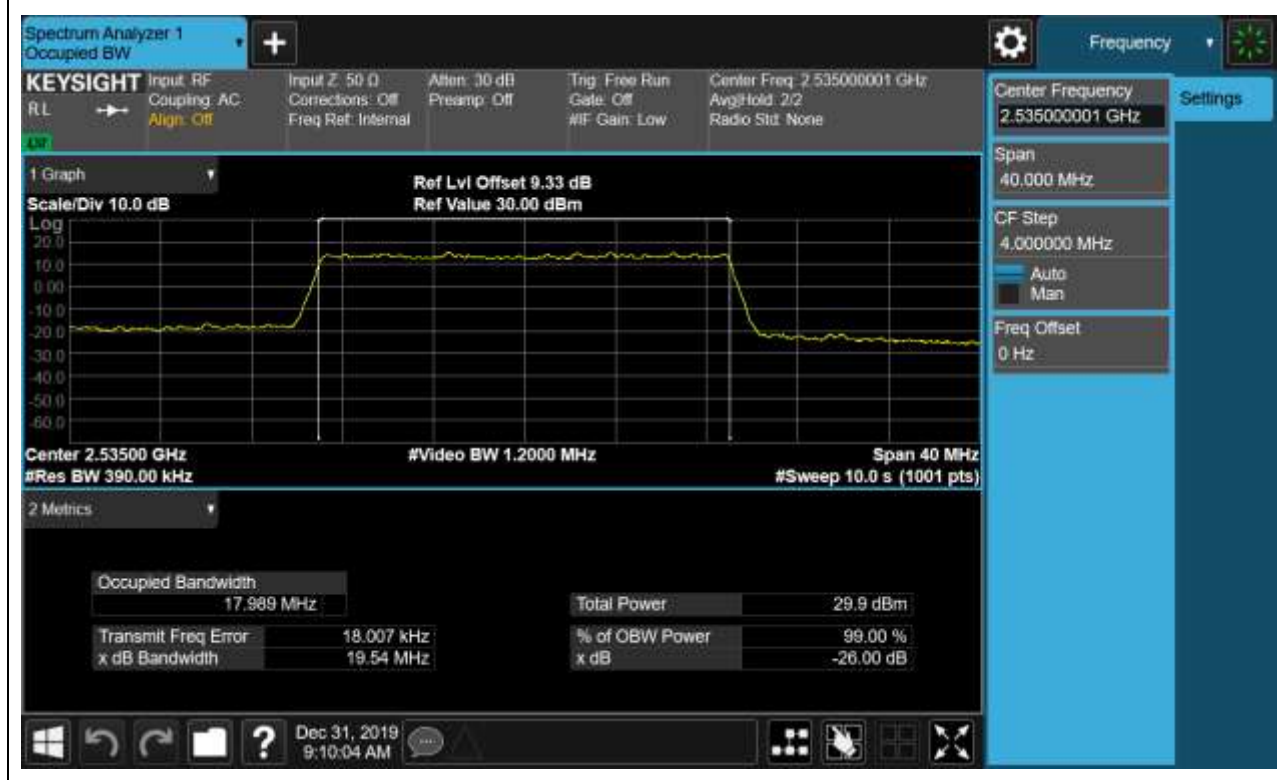 Spectrum Analyzer 1
Occupied BW
Frequency
KEYSIGHT
RL
Input: RF
Coupling: AC
Align: Off
Input Z: 50 Ω
Corrections: Off
Freq Ref: Internal
Atten: 30 dB
Preamp: Off
Trig: Free Run
Gate: Off
#IF Gain: Low
Center Freq: 2.535000001 GHz
Avg|Hold: 2/2
Radio Std: None
Center Frequency
2.535000001 GHz
Settings
Span
40.000 MHz
CF Step
4.000000 MHz
Auto
Man
Freq Offset
0 Hz
1 Graph
Scale/Div 10.0 dB
Ref Lvl Offset 9.33 dB
Ref Value 30.00 dBm
Log
20.0
10.0
0.00
-10.0
-20.0
-30.0
-40.0
-50.0
-60.0
Center 2.53500 GHz
#Res BW 390.00 kHz
#Video BW 1.2000 MHz
Span 40 MHz
#Sweep 10.0 s (1001 pts)
2 Metrics
Occupied Bandwidth
17.989 MHz
Total Power 29.9 dBm
Transmit Freq Error 18.007 kHz
% of OBW Power 99.00 %
x dB Bandwidth 19.54 MHz
x dB -26.00 dB
Dec 31, 2019
9:10:04 AM